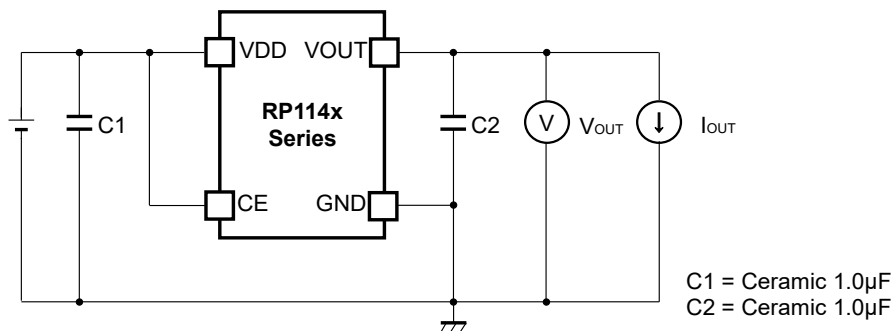 VDD VOUT
RP114x
Series
C1
C2
V
VOUT
IOUT
CE GND
C1 = Ceramic 1.0µF
C2 = Ceramic 1.0µF